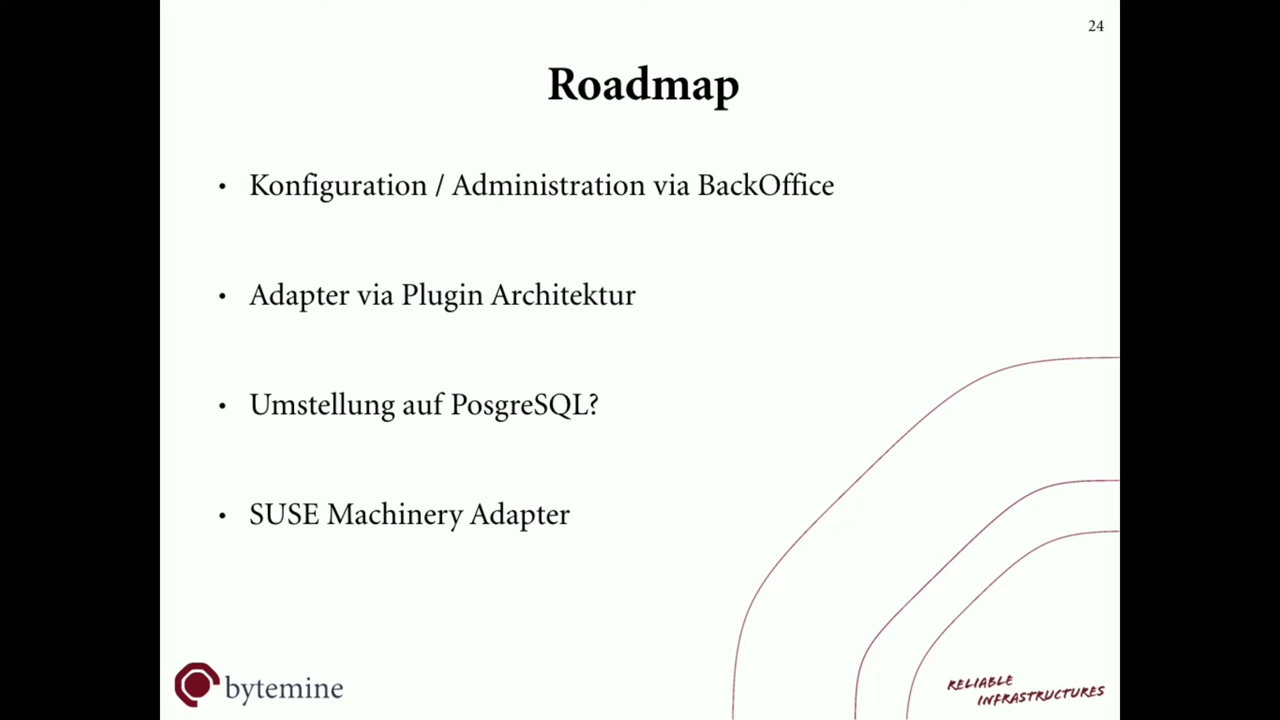 24
Roadmap
• Konfiguration / Administration via BackOffice
• Adapter via Plugin Architektur
• Umstellung auf PosgreSQL?
• SUSE Machinery Adapter
bytemine
RELIABLE
INFRASTRUCTURES